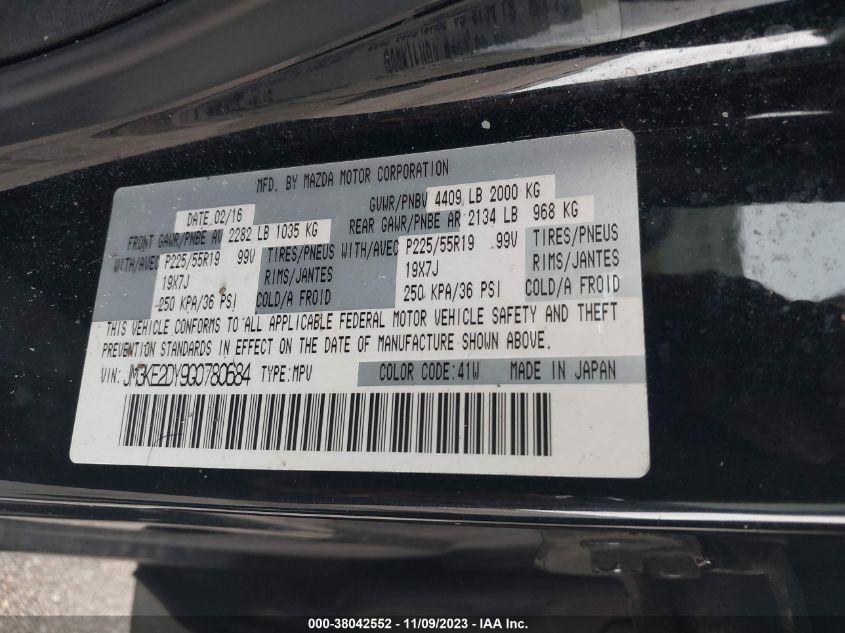 MFD. BY MAZDA MOTOR CORPORATION
DATE 02/16 GVWR/PNBV 4409 LB 2000 KG
FRONT GAWR/PNBE AV 2282 LB 1035 KG REAR GAWR/PNBE AR 2134 LB 968 KG
WITH/AVEC P225/55R19 99V TIRES/PNEUS WITH/AVEC P225/55R19 99V TIRES/PNEUS
19X7J RIMS/JANTES 19X7J RIMS/JANTES
250 KPA/36 PSI COLD/A FROID 250 KPA/36 PSI COLD/A FROID
THIS VEHICLE CONFORMS TO ALL APPLICABLE FEDERAL MOTOR VEHICLE SAFETY AND THEFT
PREVENTION STANDARDS IN EFFECT ON THE DATE OF MANUFACTURE SHOWN ABOVE.
VIN: JM3KE2DY9G0780684 TYPE:MPV COLOR CODE:41W MADE IN JAPAN
*** 38042552 - 11/09/2023 - IAA Inc. ***